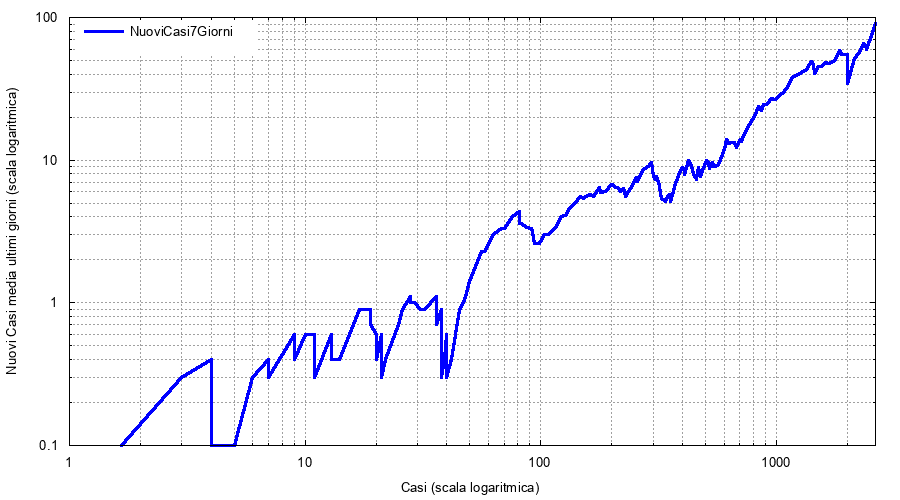 100
NuoviCasi7Giorni
10
1
0.1
1 10 100 1000
Nuovi Casi media ultimi giorni (scala logaritmica)
Casi (scala logaritmica)